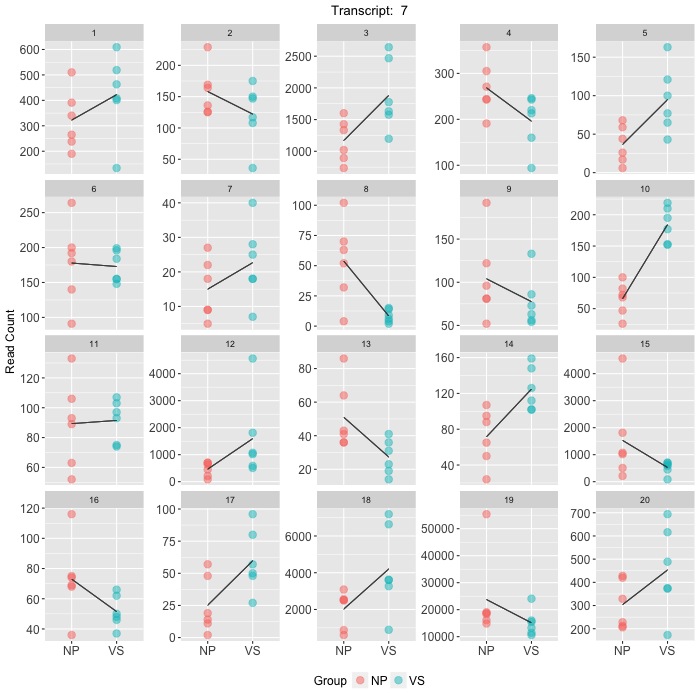 Transcript: 7
1 2 3 4 5
600 500 400 300 200
200 150 100 50
2500 2000 1500 1000
300 200 100
150 100 50 0
6 7 8 9 10
250 200 150 100
40 30 20 10
100 75 50 25 0
150 100 50
200 150 100 50
Read Count
11 12 13 14 15
120 100 80 60
4000 3000 2000 1000 0
80 60 40 20
160 120 80 40
4000 3000 2000 1000 0
16 17 18 19 20
120 100 80 60 40
100 75 50 25 0
6000 4000 2000
50000 40000 30000 20000 10000
700 600 500 400 300 200
NP VS NP VS NP VS NP VS NP VS
Group NP VS